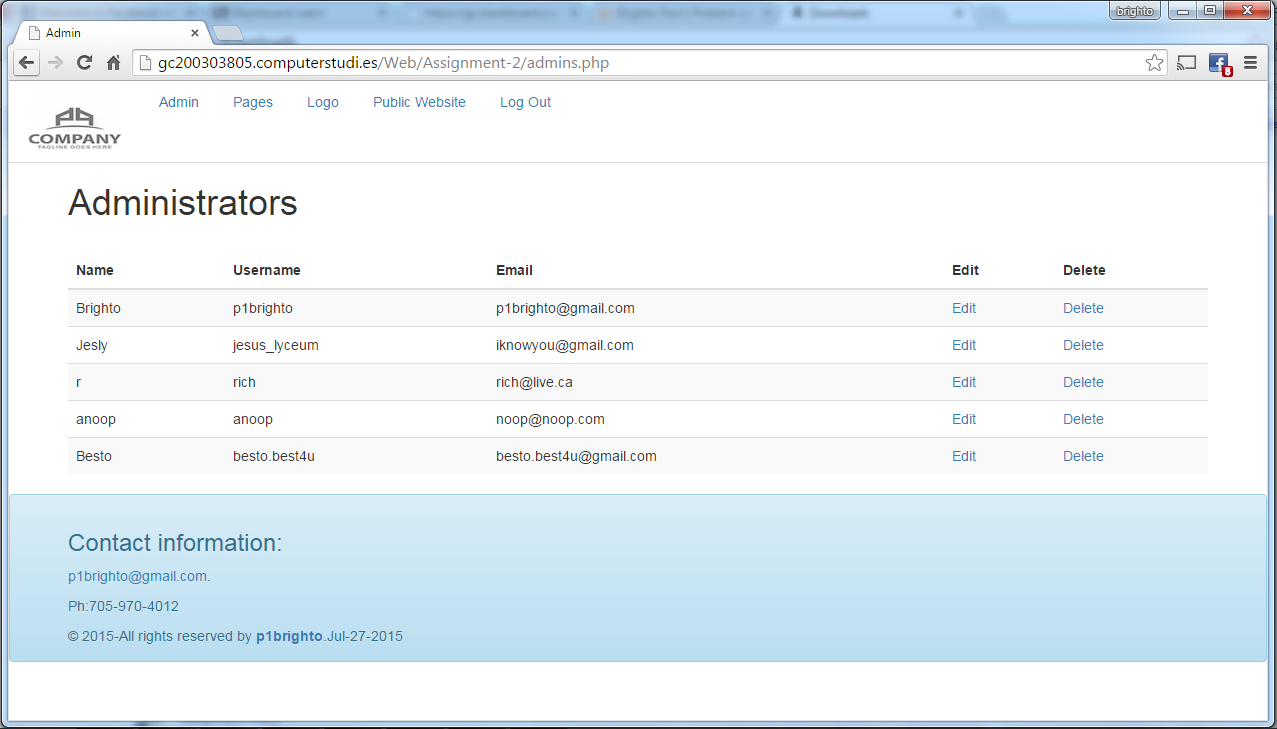 brighto
Admin
gc200303805.computerstudi.es/Web/Assignment-2/admins.php
8
Admin Pages Logo Public Website Log Out
COMPANY
TAGLINE GOES HERE
Administrators
Name Username Email Edit Delete
Brighto p1brighto p1brighto@gmail.com Edit Delete
Jesly jesus_lyceum iknowyou@gmail.com Edit Delete
r rich rich@live.ca Edit Delete
anoop anoop noop@noop.com Edit Delete
Besto besto.best4u besto.best4u@gmail.com Edit Delete
Contact information:
p1brighto@gmail.com.
Ph:705-970-4012
© 2015-All rights reserved by p1brighto.Jul-27-2015